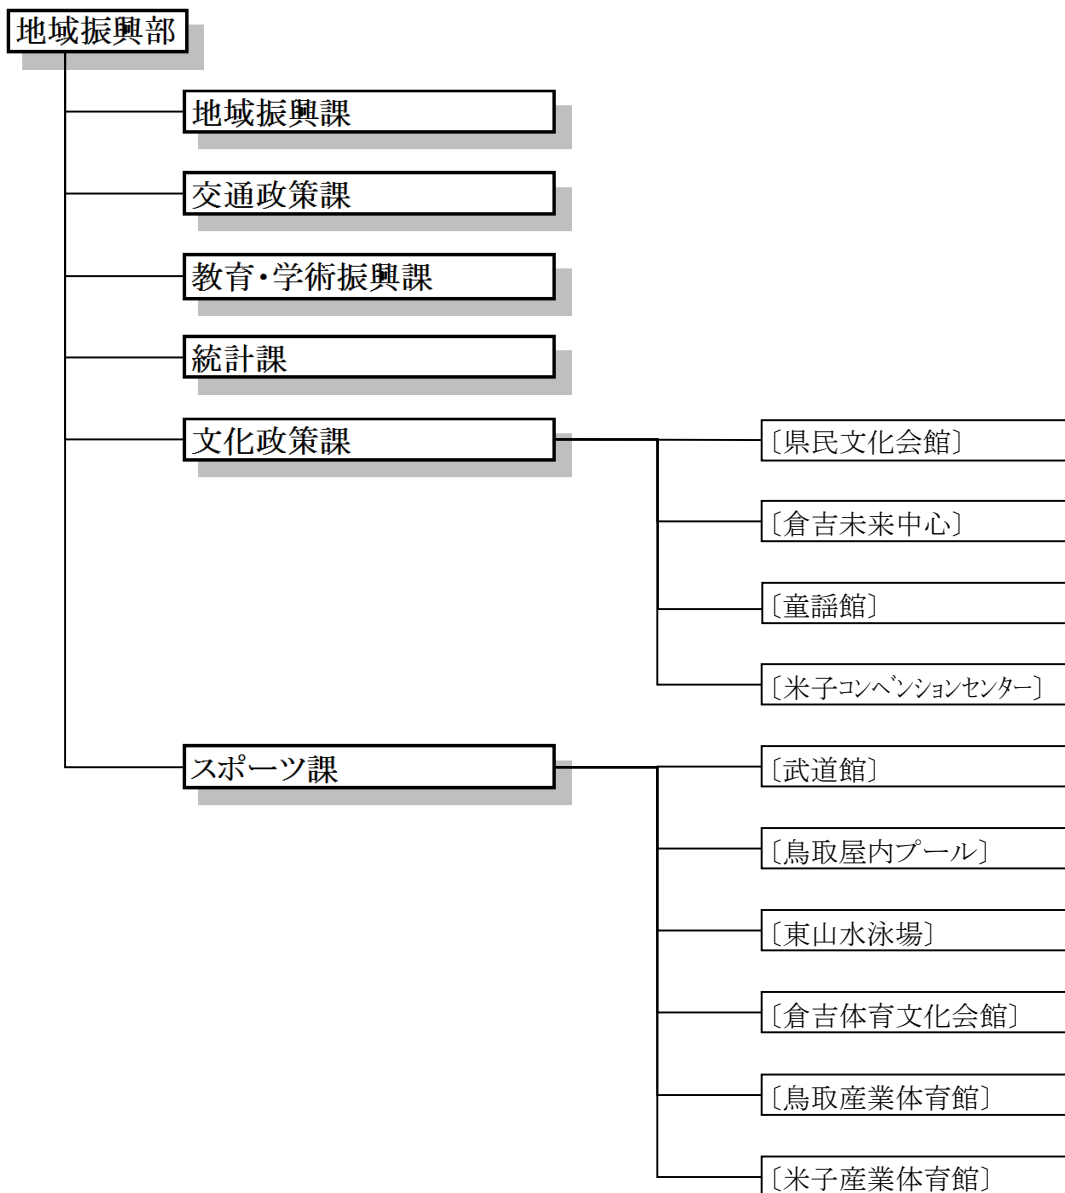 地域振興部
地域振興課
交通政策課
教育・学術振興課
統計課
文化政策課
〔県民文化会館〕
〔倉吉未来中心〕
〔童謡館〕
〔米子コンベンションセンター〕
スポーツ課
〔武道館〕
〔鳥取屋内プール〕
〔東山水泳場〕
〔倉吉体育文化会館〕
〔鳥取産業体育館〕
〔米子産業体育館〕